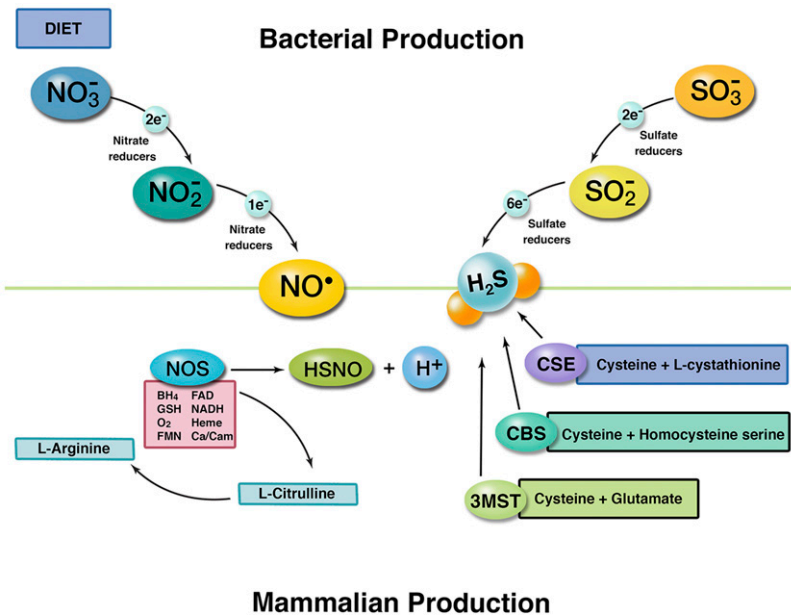 DIET
Bacterial Production
NO₃⁻
2e⁻
Nitrate
reducers
NO₂⁻
1e⁻
Nitrate
reducers
NO•
SO₃⁻
2e⁻
Sulfate
reducers
SO₂⁻
6e⁻
Sulfate
reducers
H₂S
NOS
HSNO + H⁺
BH₄ FAD
GSH NADH
O₂ Heme
FMN Ca/Cam
L-Arginine
L-Citrulline
CSE Cysteine + L-cystathionine
CBS Cysteine + Homocysteine serine
3MST Cysteine + Glutamate
Mammalian Production